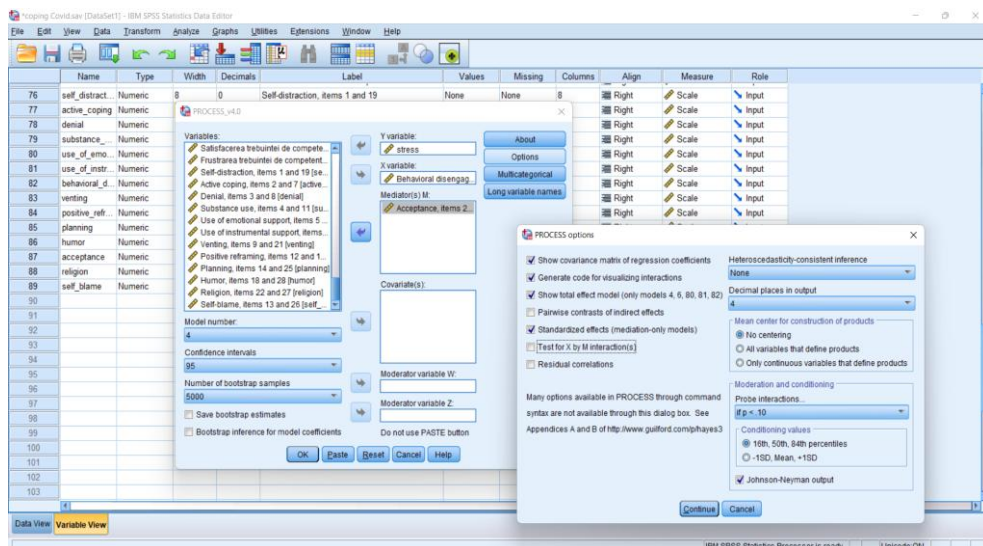 *coping Covid.sav [DataSet1] - IBM SPSS Statistics Data Editor
File Edit View Data Transform Analyze Graphs Utilities Extensions Window Help
Name Type Width Decimals Label Values Missing Columns Align Measure Role
76 self_distract... Numeric 8 0 Self-distraction, items 1 and 19 None None 8 Right Scale Input
77 active_coping Numeric Right Scale Input
78 denial Numeric Right Scale Input
79 substance_... Numeric Right Scale Input
80 use_of_emo... Numeric Right Scale Input
81 use_of_instr... Numeric Right Scale Input
82 behavioral_d... Numeric Right Scale Input
83 venting Numeric Right Scale Input
84 positive_refr... Numeric Right Scale Input
85 planning Numeric
86 humor Numeric
87 acceptance Numeric
88 religion Numeric
89 self_blame Numeric
90
91
92
93
94
95
96
97
98
99
100
101
102
103
Data View Variable View
IBM SPSS Statistics Processor is ready Unicode:ON
PROCESS_v4.0
Variables:
Satisfacerea trebuintei de compete...
Frustrarea trebuintei de competent...
Self-distraction, items 1 and 19 [se...
Active coping, items 2 and 7 [active...
Denial, items 3 and 8 [denial]
Substance use, items 4 and 11 [su...
Use of emotional support, items 5 ...
Use of instrumental support, items...
Venting, items 9 and 21 [venting]
Positive reframing, items 12 and 1...
Planning, items 14 and 25 [planning]
Humor, items 18 and 28 [humor]
Religion, items 22 and 27 [religion]
Self-blame, items 13 and 26 [self_...
Model number:
4
Confidence intervals
95
Number of bootstrap samples
5000
Save bootstrap estimates
Bootstrap inference for model coefficients
Y variable:
stress
X variable:
Behavioral disengag...
Mediator(s) M:
Acceptance, items 2...
Covariate(s):
Moderator variable W:
Moderator variable Z:
Do not use PASTE button
About
Options
Multicategorical
Long variable names
OK Paste Reset Cancel Help
PROCESS options
Show covariance matrix of regression coefficients
Generate code for visualizing interactions
Show total effect model (only models 4, 6, 80, 81, 82)
Pairwise contrasts of indirect effects
Standardized effects (mediation-only models)
Test for X by M interaction(s)
Residual correlations
Many options available in PROCESS through command
syntax are not available through this dialog box. See
Appendices A and B of http://www.guilford.com/p/hayes3
Heteroscedasticity-consistent inference
None
Decimal places in output
4
Mean center for construction of products
No centering
All variables that define products
Only continuous variables that define products
Moderation and conditioning
Probe interactions...
if p < .10
Conditioning values
16th, 50th, 84th percentiles
-1SD, Mean, +1SD
Johnson-Neyman output
Continue Cancel